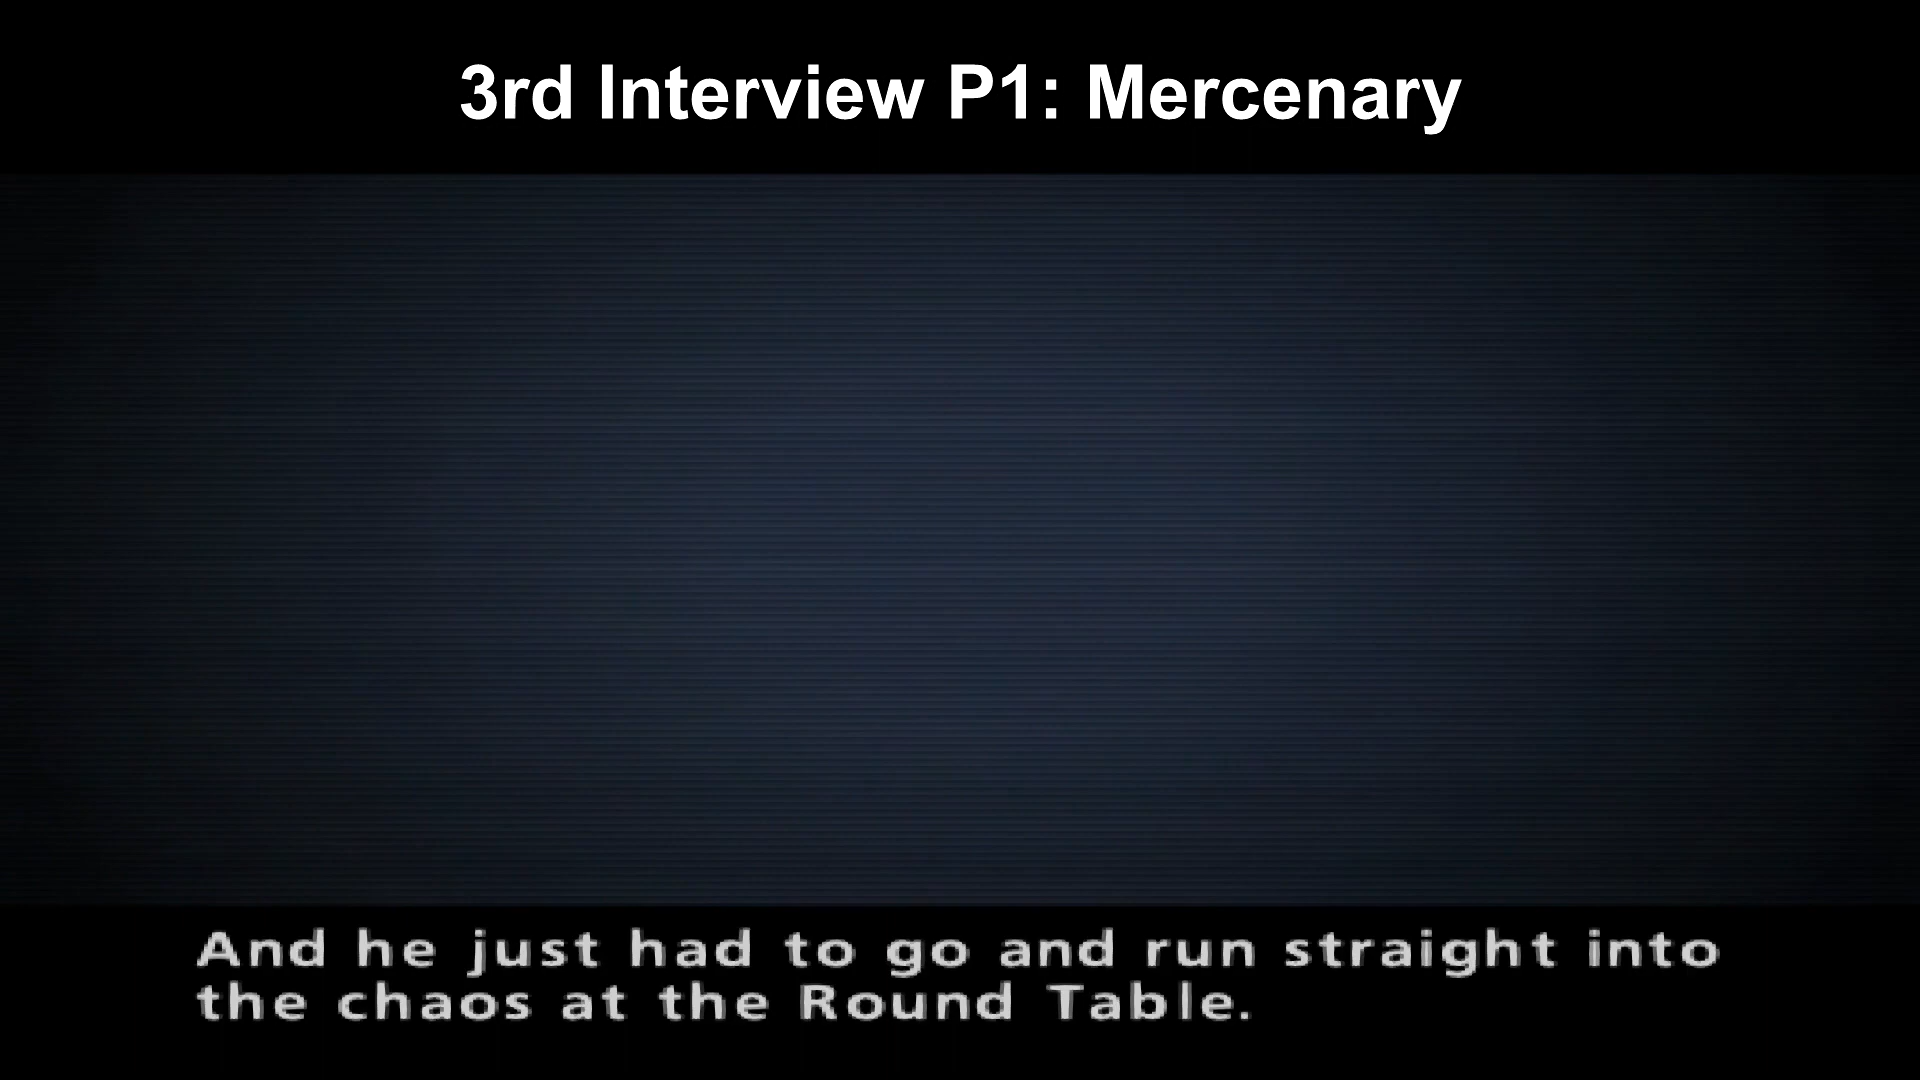 3rd Interview P1: Mercenary
And he just had to go and run straight into
the chaos at the Round Table.